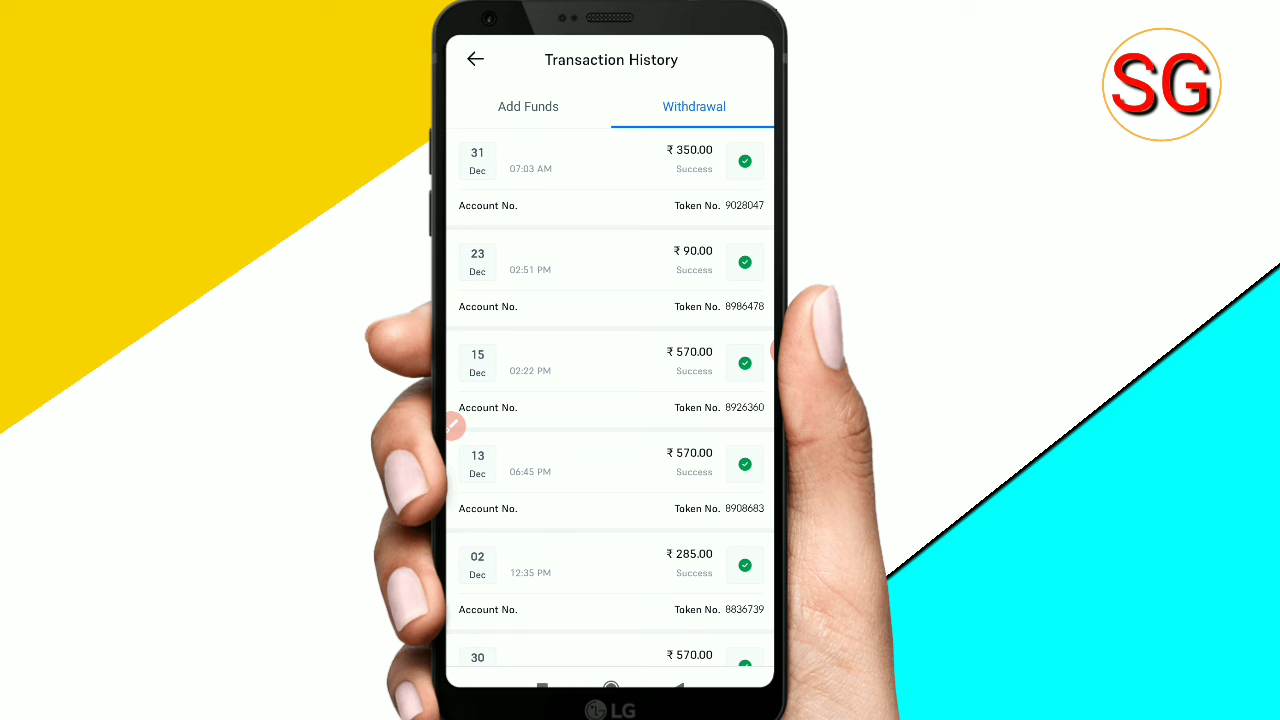 SG
Transaction History
Add Funds Withdrawal
31 ₹ 350.00
Dec 07:03 AM Success
Account No. Token No. 9028047
23 ₹ 90.00
Dec 02:51 PM Success
Account No. Token No. 8986478
15 ₹ 570.00
Dec 02:22 PM Success
Account No. Token No. 8926360
13 ₹ 570.00
Dec 06:45 PM Success
Account No. Token No. 8908683
02 ₹ 285.00
Dec 12:35 PM Success
Account No. Token No. 8836739
30 ₹ 570.00
LG